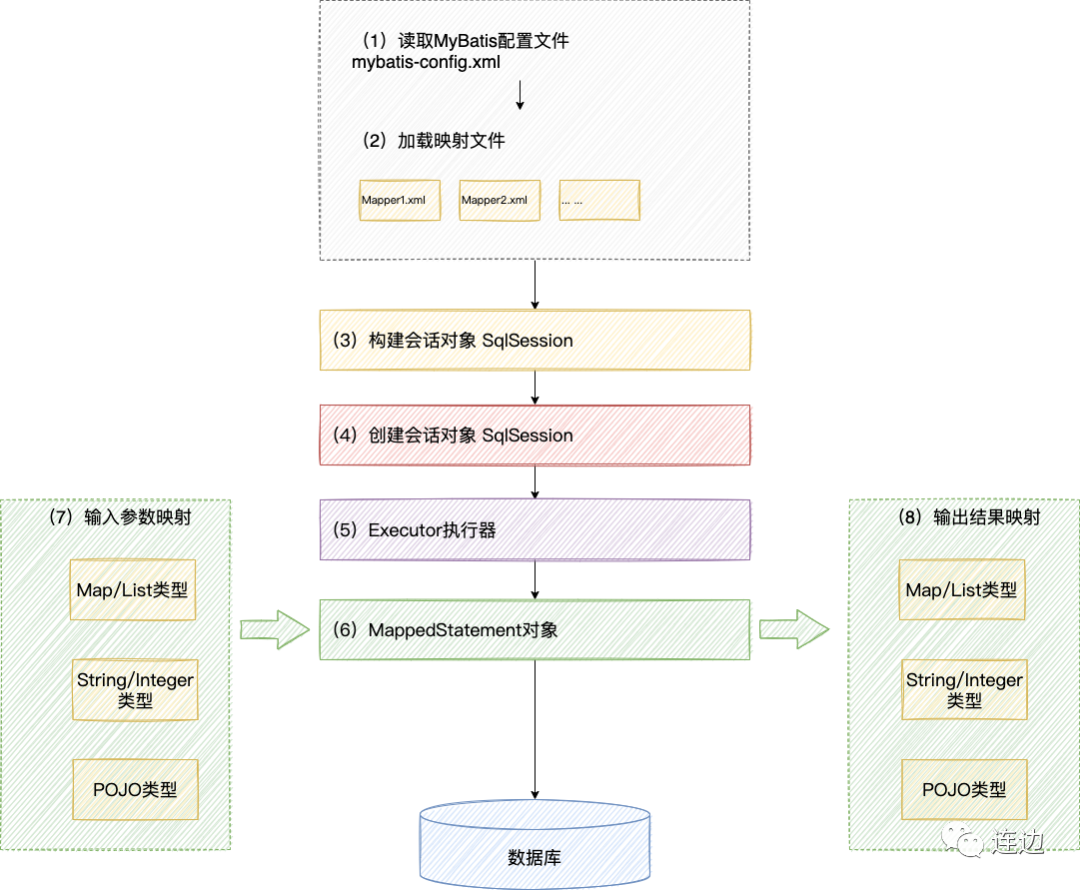 （1）读取MyBatis配置文件
mybatis-config.xml
（2）加载映射文件
Mapper1.xml
Mapper2.xml
... ...
（3）构建会话对象 SqlSession
（4）创建会话对象 SqlSession
（5）Executor执行器
（6）MappedStatement对象
（7）输入参数映射
Map/List类型
String/Integer
类型
POJO类型
（8）输出结果映射
Map/List类型
String/Integer
类型
POJO类型
数据库
连边